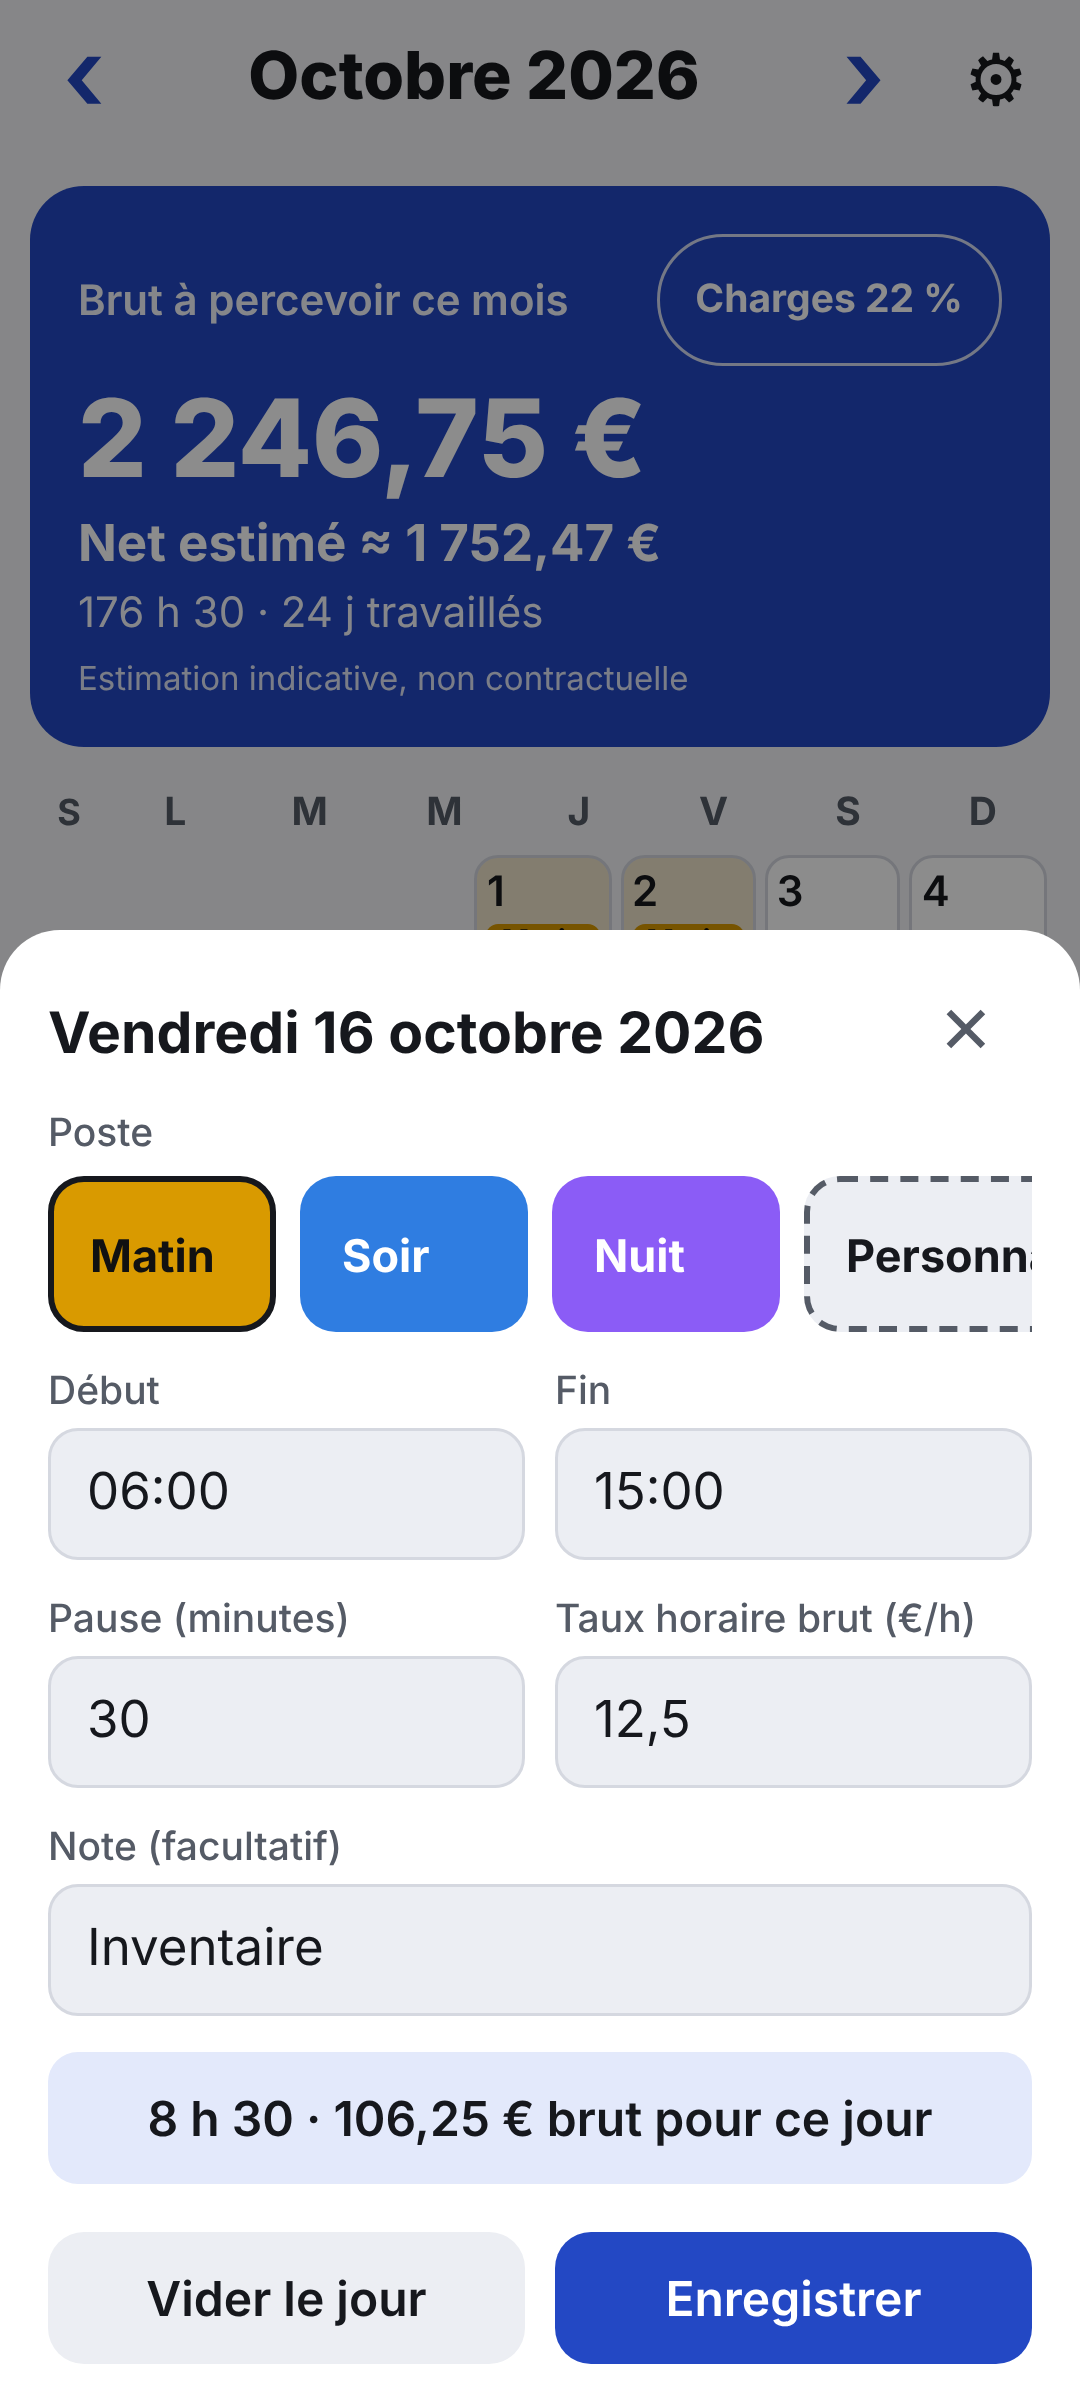 Octobre 2026
Brut à percevoir ce mois
Charges 22 %
2 246,75 €
Net estimé ≈ 1 752,47 €
176 h 30 · 24 j travaillés
Estimation indicative, non contractuelle
S L M M J V S D
1 2 3 4
Vendredi 16 octobre 2026
Poste
Matin Soir Nuit
Début Fin
06:00 15:00
Pause (minutes) Taux horaire brut (€/h)
30 12,5
Note (facultatif)
Inventaire
8 h 30 · 106,25 € brut pour ce jour
Vider le jour Enregistrer